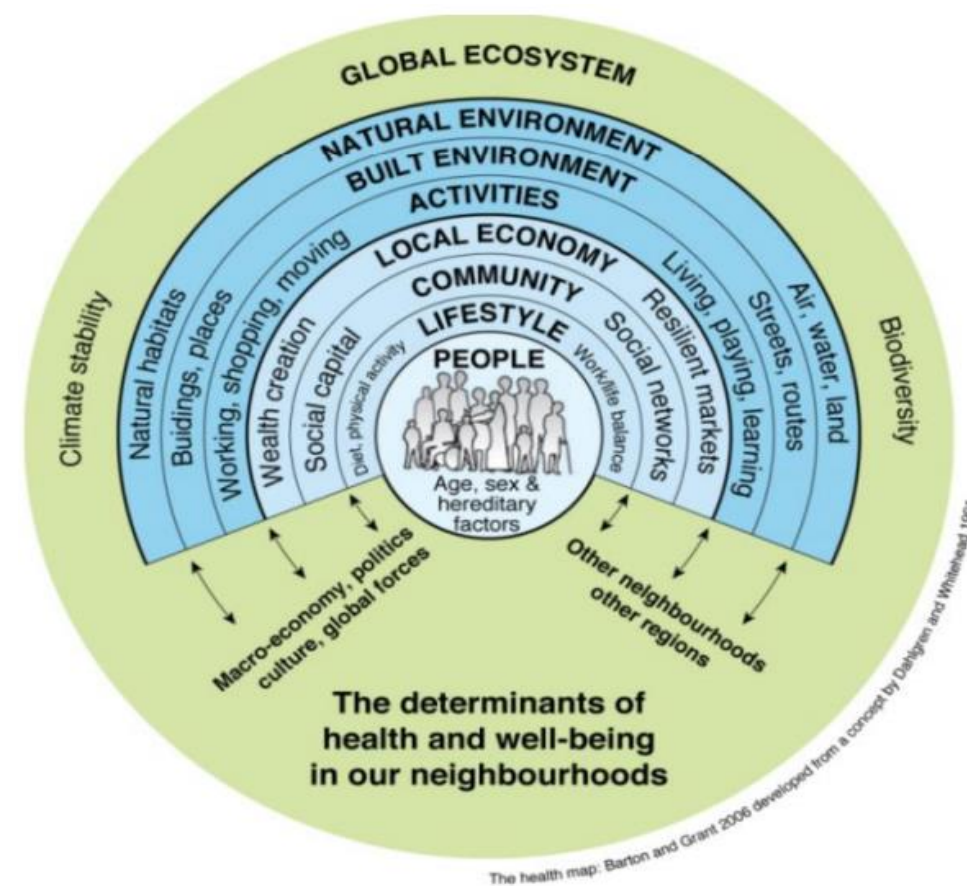 GLOBAL ECOSYSTEM
NATURAL ENVIRONMENT
BUILT ENVIRONMENT
ACTIVITIES
LOCAL ECONOMY
COMMUNITY
LIFESTYLE
PEOPLE
Age, sex &
hereditary
factors
Climate stability
Natural habitats
Buidings, places
Working, shopping, moving
Wealth creation
Social capital
Diet, physical activity
Work/life balance
Social networks
Resilient markets
Living, playing, learning
Streets, routes
Air, water, land
Biodiversity
Macro-economy, politics
culture, global forces
Other neighbourhoods
other regions
The determinants of
health and well-being
in our neighbourhoods
The health map: Barton and Grant 2006 developed from a concept by Dahlgren and Whitehead